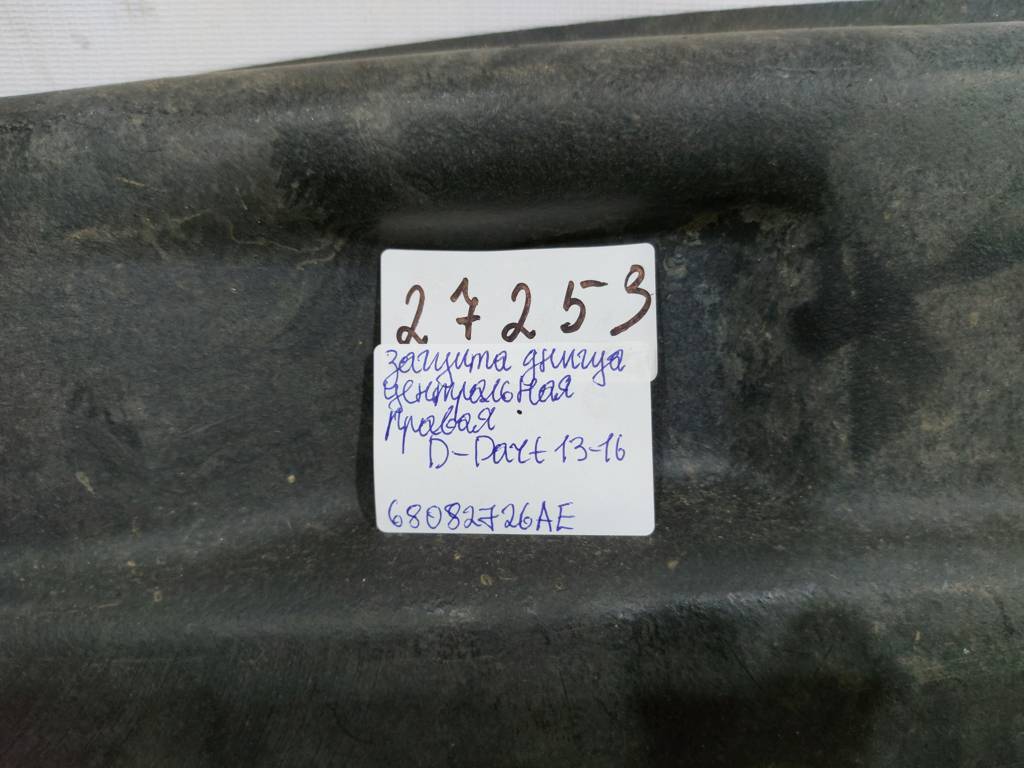 27253
защита днища
центральная
правая
D-Dart 13-16
68082726AE